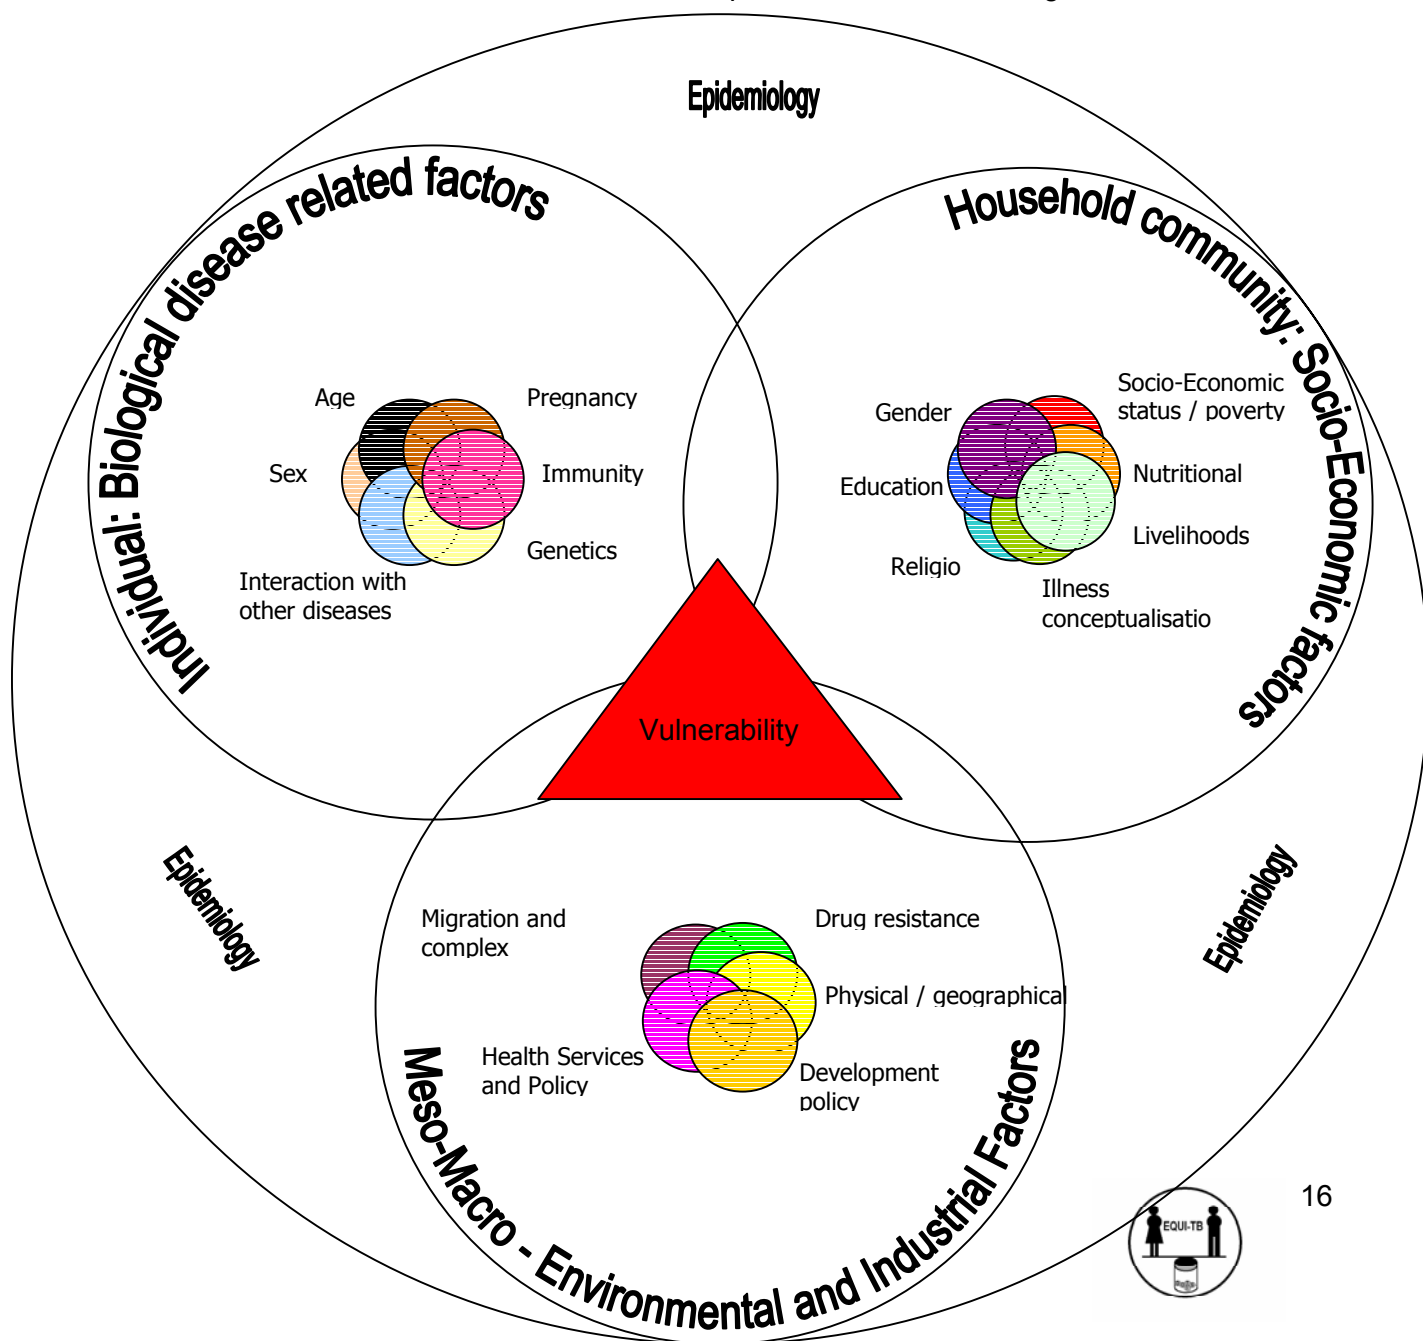 Epidemiology
Individual: Biological disease related factors
Household community: Socio-Economic factors
Age
Pregnancy
Sex
Immunity
Genetics
Interaction with
other diseases
Gender
Socio-Economic
status / poverty
Education
Nutritional
Livelihoods
Religio
Illness
conceptualisatio
Vulnerability
Epidemiology
Epidemiology
Migration and
complex
Drug resistance
Physical / geographical
Health Services
and Policy
Development
policy
Meso-Macro - Environmental and Industrial Factors
EQUI-TB
16